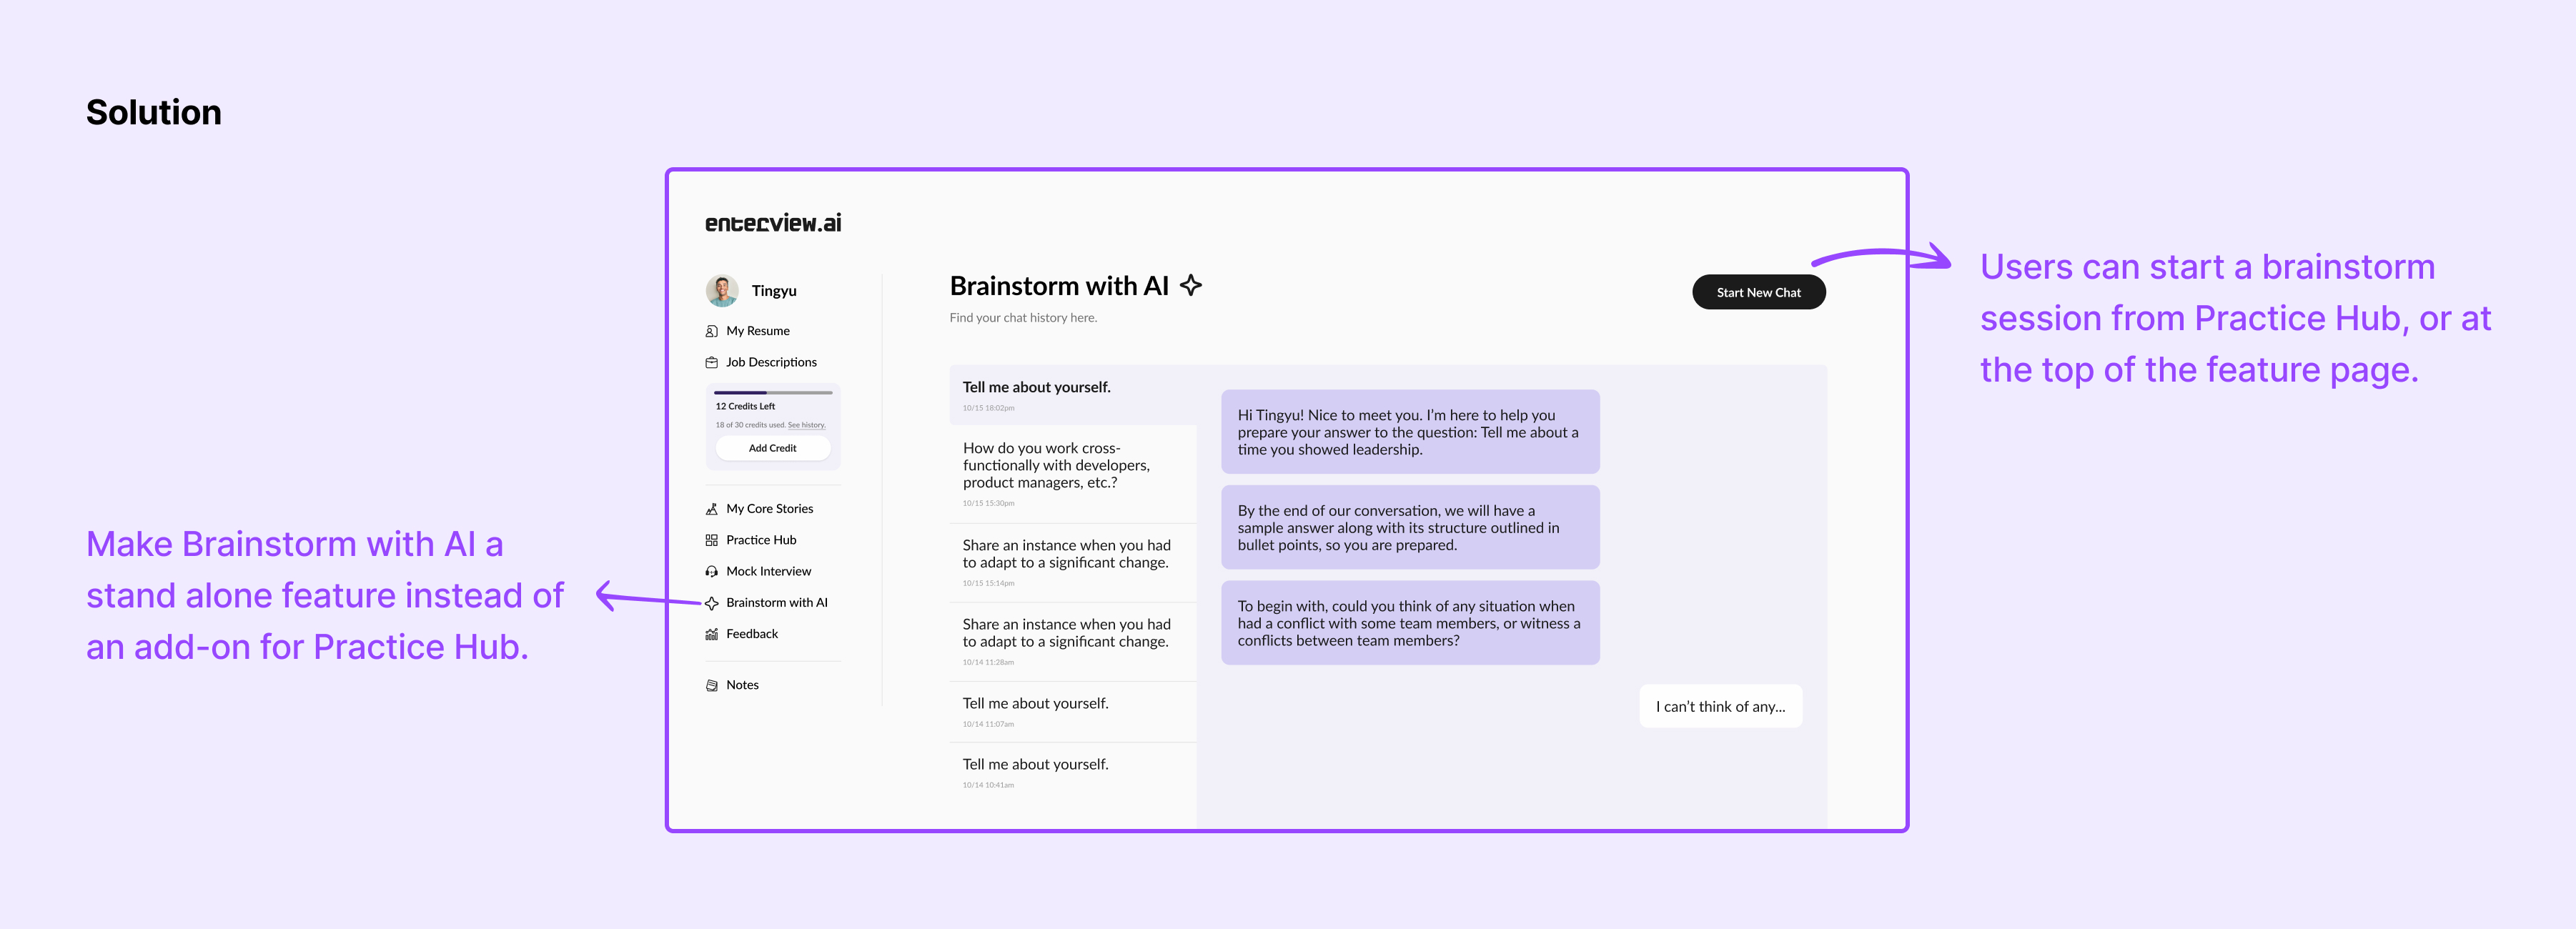 Solution
enterview.ai
Tingyu
My Resume
Job Descriptions
12 Credits Left
18 of 30 credits used. See history.
Add Credit
My Core Stories
Practice Hub
Mock Interview
Brainstorm with AI
Feedback
Notes
Brainstorm with AI
Find your chat history here.
Start New Chat
Tell me about yourself.
10/15 18:02pm
How do you work cross-
functionally with developers,
product managers, etc.?
10/15 15:30pm
Share an instance when you had
to adapt to a significant change.
10/15 15:14pm
Share an instance when you had
to adapt to a significant change.
10/14 11:28am
Tell me about yourself.
10/14 11:07am
Tell me about yourself.
10/14 10:41am
Hi Tingyu! Nice to meet you. I’m here to help you
prepare your answer to the question: Tell me about a
time you showed leadership.
By the end of our conversation, we will have a
sample answer along with its structure outlined in
bullet points, so you are prepared.
To begin with, could you think of any situation when
had a conflict with some team members, or witness a
conflicts between team members?
I can’t think of any...
Make Brainstorm with AI a
stand alone feature instead of
an add-on for Practice Hub.
Users can start a brainstorm
session from Practice Hub, or at
the top of the feature page.